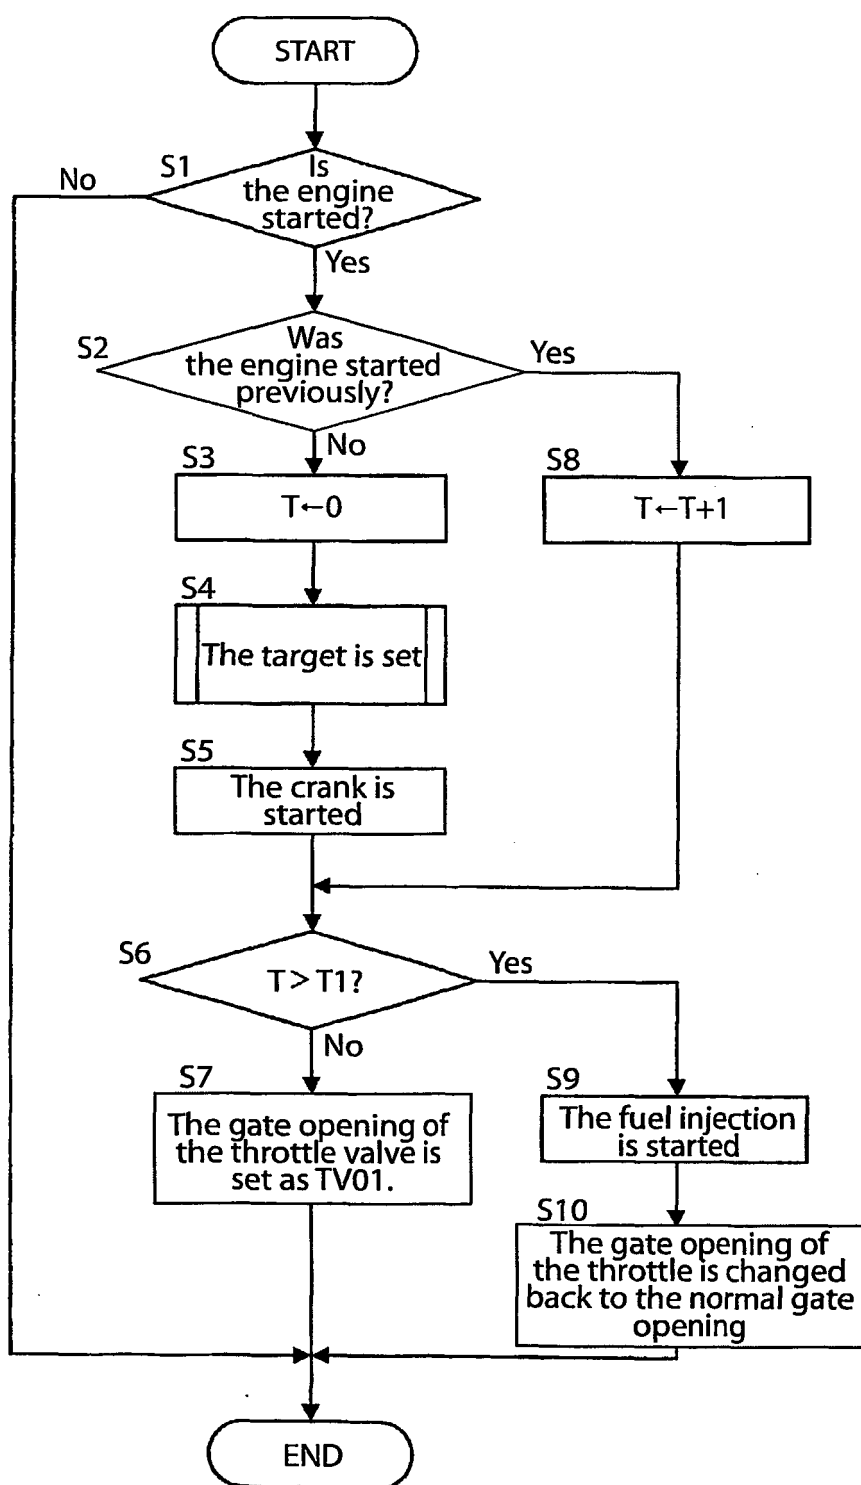 START
S1
Is
the engine
started?
No
Yes
S2
Was
the engine started
previously?
Yes
No
S3
T←0
S8
T←T+1
S4
The target is set
S5
The crank is
started
S6
T > T1?
Yes
No
S7
The gate opening of
the throttle valve is
set as TV01.
S9
The fuel injection
is started
S10
The gate opening of
the throttle is changed
back to the normal gate
opening
END